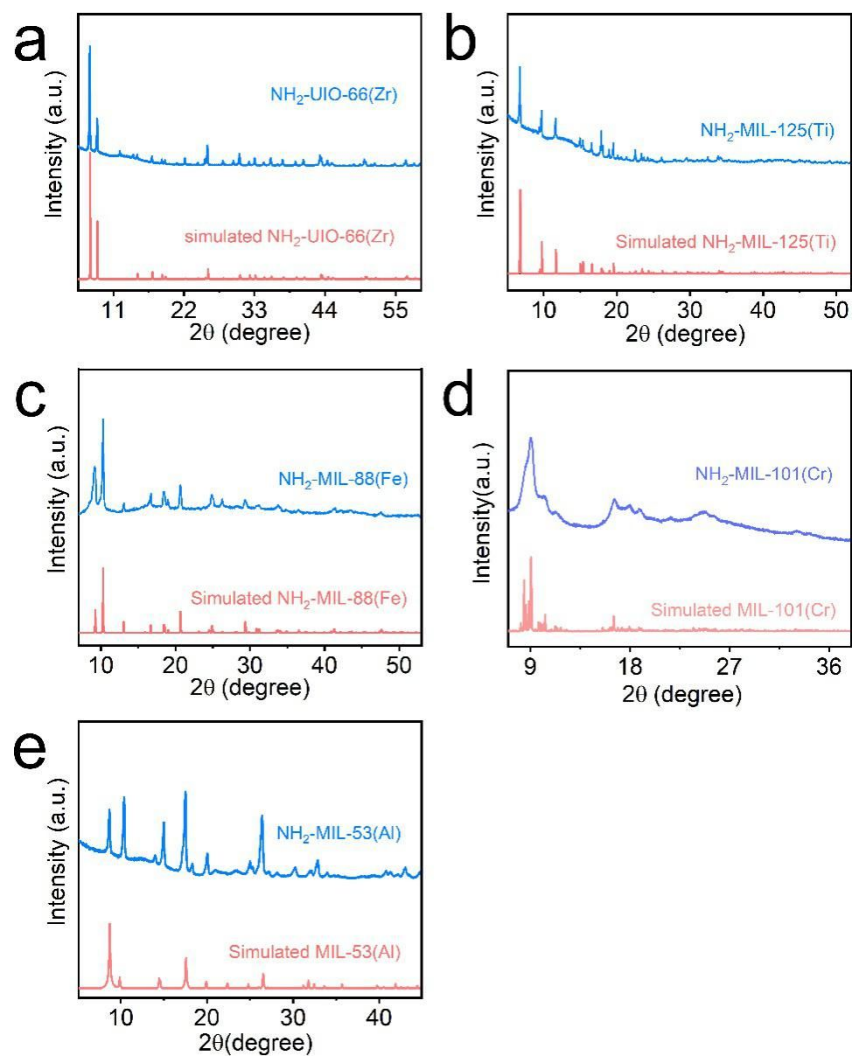 a
Intensity (a.u.)
NH₂-UIO-66(Zr)
simulated NH₂-UIO-66(Zr)
11 22 33 44 55
2θ (degree)
b
Intensity (a.u.)
NH₂-MIL-125(Ti)
Simulated NH₂-MIL-125(Ti)
10 20 30 40 50
2θ (degree)
c
Intensity (a.u.)
NH₂-MIL-88(Fe)
Simulated NH₂-MIL-88(Fe)
10 20 30 40 50
2θ (degree)
d
Intensity(a.u.)
NH₂-MIL-101(Cr)
Simulated MIL-101(Cr)
9 18 27 36
2θ (degree)
e
Intensity (a.u.)
NH₂-MIL-53(Al)
Simulated MIL-53(Al)
10 20 30 40
2θ(degree)